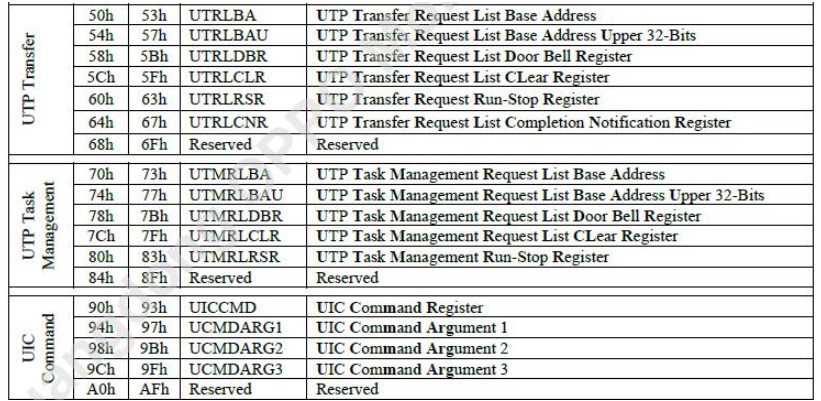 UTP Transfer
50h 53h UTRLBA UTP Transfer Request List Base Address
54h 57h UTRLBAU UTP Transfer Request List Base Address Upper 32-Bits
58h 5Bh UTRLDBR UTP Transfer Request List Door Bell Register
5Ch 5Fh UTRLCLR UTP Transfer Request List CLear Register
60h 63h UTRLRSR UTP Transfer Request Run-Stop Register
64h 67h UTRLCNR UTP Transfer Request List Completion Notification Register
68h 6Fh Reserved Reserved
UTP Task Management
70h 73h UTMRLBA UTP Task Management Request List Base Address
74h 77h UTMRLBAU UTP Task Management Request List Base Address Upper 32-Bits
78h 7Bh UTMRLDBR UTP Task Management Request List Door Bell Register
7Ch 7Fh UTMRLCLR UTP Task Management Request List CLear Register
80h 83h UTMRLRSR UTP Task Management Run-Stop Register
84h 8Fh Reserved Reserved
UIC Command
90h 93h UICCMD UIC Command Register
94h 97h UCMDARG1 UIC Command Argument 1
98h 9Bh UCMDARG2 UIC Command Argument 2
9Ch 9Fh UCMDARG3 UIC Command Argument 3
A0h AFh Reserved Reserved
OPPO